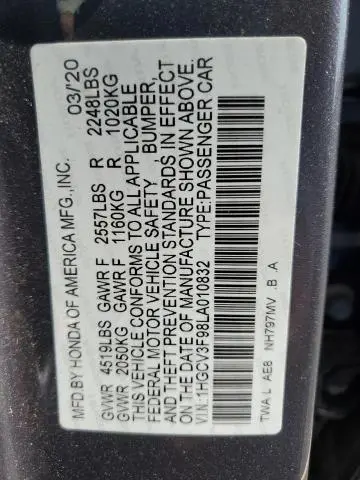 MFD BY HONDA OF AMERICA MFG.,INC. 03/'20
GVWR 4519LBS GAWR F 2557LBS R 2248LBS
GVWR 2050KG GAWR F 1160KG R 1020KG
THIS VEHICLE CONFORMS TO ALL APPLICABLE
FEDERAL MOTOR VEHICLE SAFETY, BUMPER,
AND THEFT PREVENTION STANDARDS IN EFFECT
ON THE DATE OF MANUFACTURE SHOWN ABOVE.
V.I.N.:1HGCV3F98LA010832 TYPE:PASSENGER CAR
TWA L AE8 NH797MV .B .A